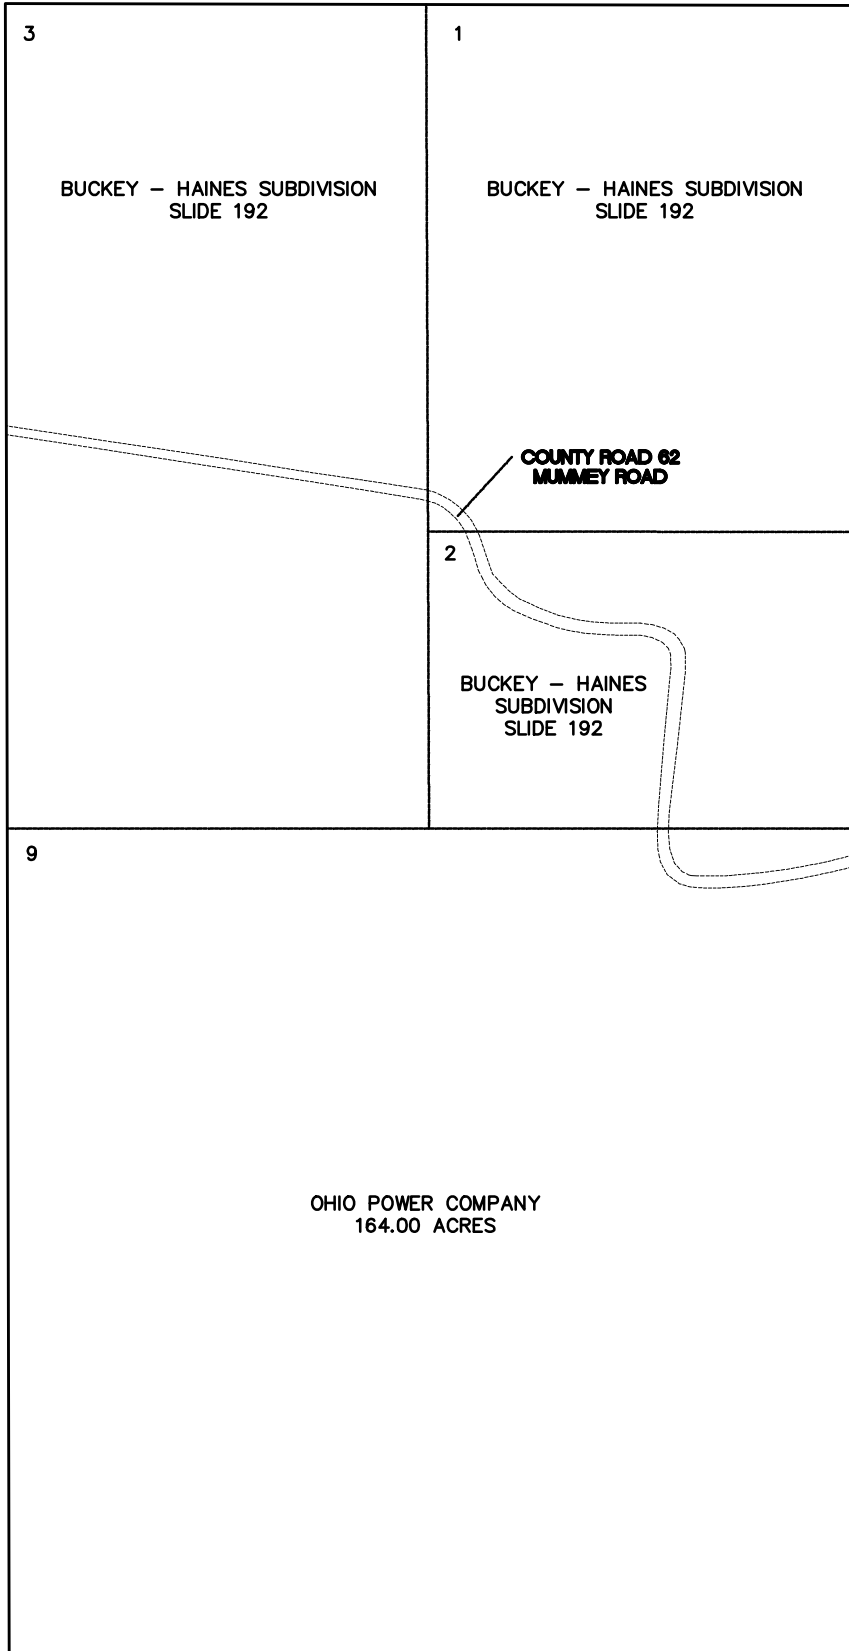 3
BUCKEY – HAINES SUBDIVISION
SLIDE 192
1
BUCKEY – HAINES SUBDIVISION
SLIDE 192
COUNTY ROAD 62
MUMMEY ROAD
2
BUCKEY – HAINES
SUBDIVISION
SLIDE 192
9
OHIO POWER COMPANY
164.00 ACRES